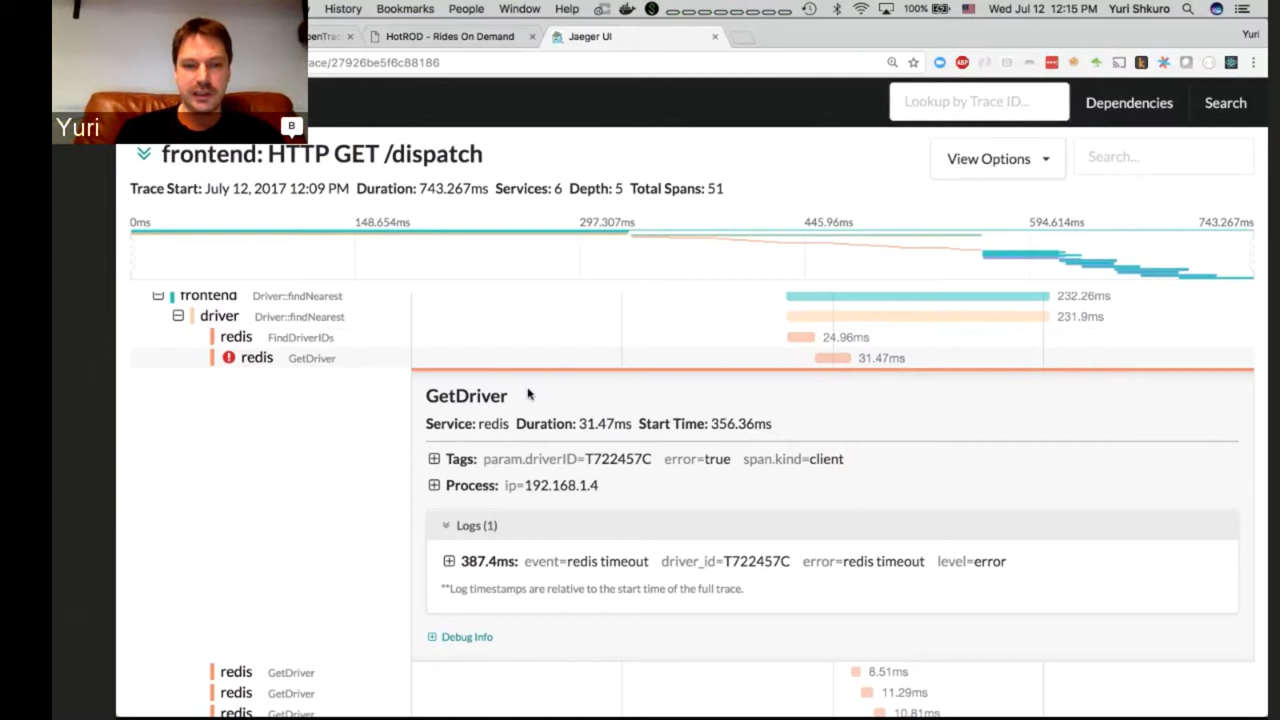 History Bookmarks People Window Help 100% Wed Jul 12 12:15 PM Yuri Shkuro
HotROD - Rides On Demand Jaeger UI Yuri
ace/27926be5f6c88186
Lookup by Trace ID... Dependencies Search
Yuri B
frontend: HTTP GET /dispatch View Options Search...
Trace Start: July 12, 2017 12:09 PM Duration: 743.267ms Services: 6 Depth: 5 Total Spans: 51
0ms 148.654ms 297.307ms 445.96ms 594.614ms 743.267ms
frontend Driver::findNearest 232.26ms
driver Driver::findNearest 231.9ms
redis FindDriverIDs 24.96ms
redis GetDriver 31.47ms
GetDriver
Service: redis Duration: 31.47ms Start Time: 356.36ms
Tags: param.driverID=T722457C error=true span.kind=client
Process: ip=192.168.1.4
Logs (1)
387.4ms: event=redis timeout driver_id=T722457C error=redis timeout level=error
**Log timestamps are relative to the start time of the full trace.
Debug Info
redis GetDriver 8.51ms
redis GetDriver 11.29ms
redis GetDriver 10.81ms